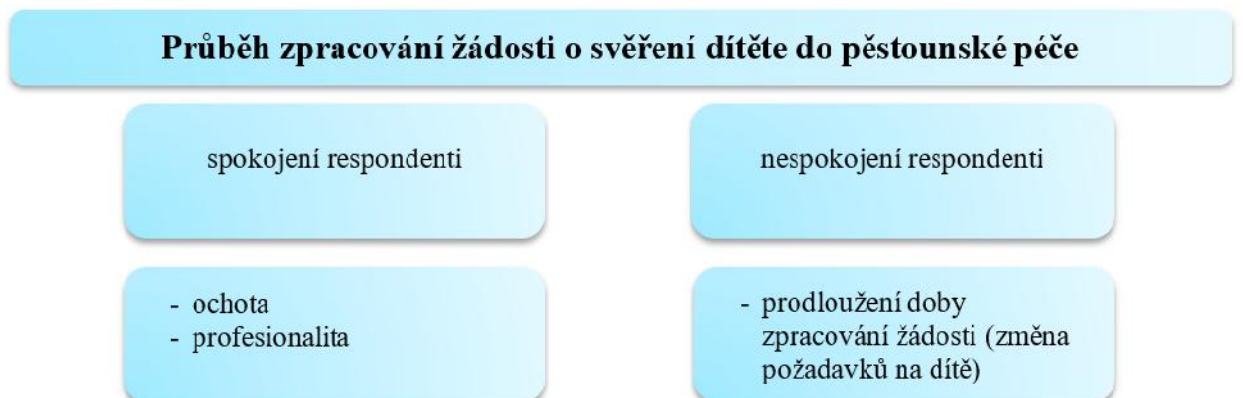 Průběh zpracování žádosti o svěření dítěte do pěstounské péče
spokojení respondenti
nespokojení respondenti
- ochota
- profesionalita
- prodloužení doby
zpracování žádosti (změna
požadavků na dítě)